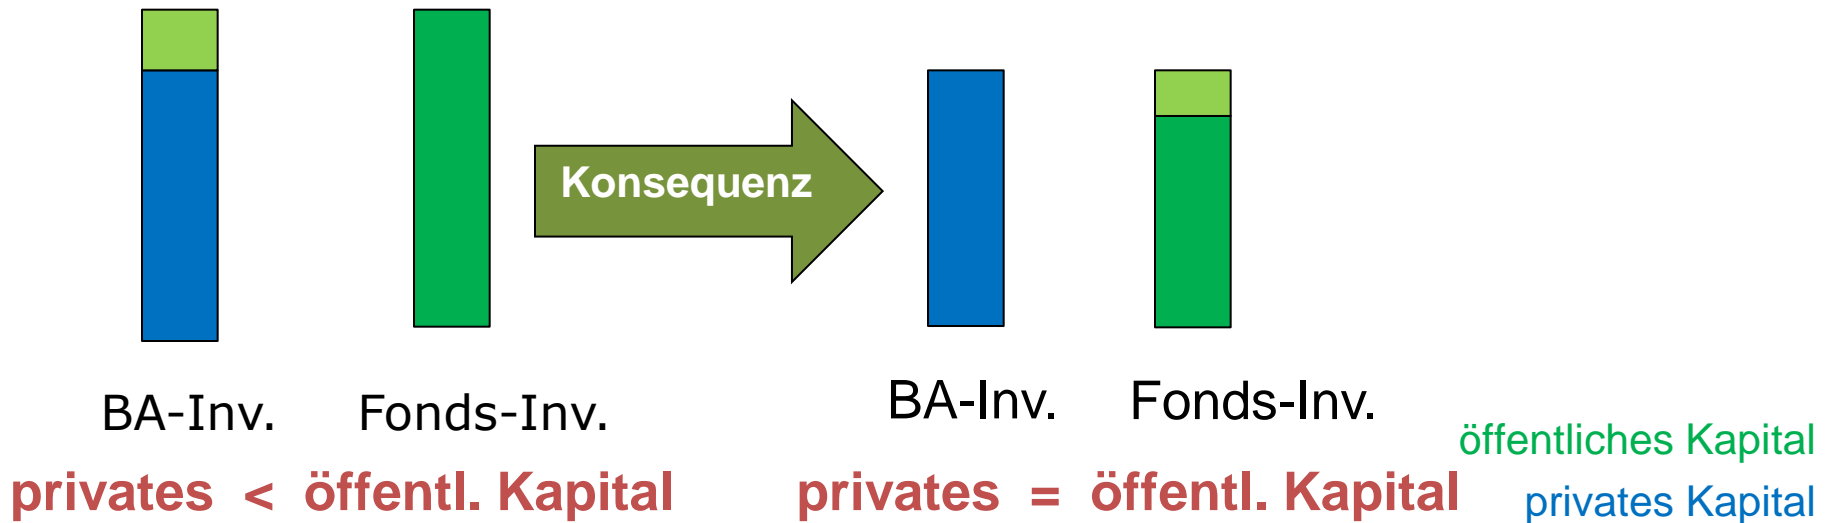 Konsequenz
BA-Inv. Fonds-Inv.
BA-Inv. Fonds-Inv.
privates < öffentl. Kapital
privates = öffentl. Kapital
öffentliches Kapital
privates Kapital